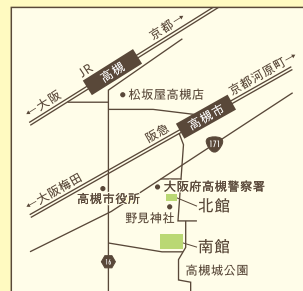 京都→
JR
高槻
←大阪
松坂屋高槻店
京都河原町→
高槻市
阪急
171
←大阪梅田
高槻市役所
大阪府高槻警察署
北館
野見神社
南館
16
高槻城公園